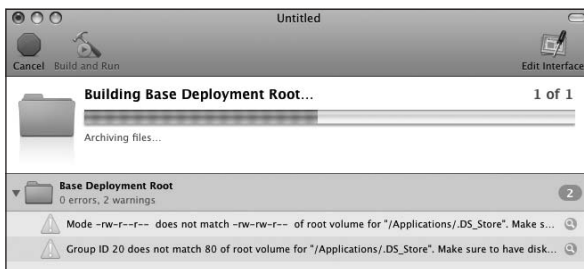 Untitled
Cancel Build and Run Edit Interface
Building Base Deployment Root... 1 of 1
Archiving files...
Base Deployment Root
0 errors, 2 warnings 2
Mode -rw-r--r-- does not match -rw-rw-r-- of root volume for "/Applications/.DS_Store". Make s...
Group ID 20 does not match 80 of root volume for "/Applications/.DS_Store". Make sure to have disk...